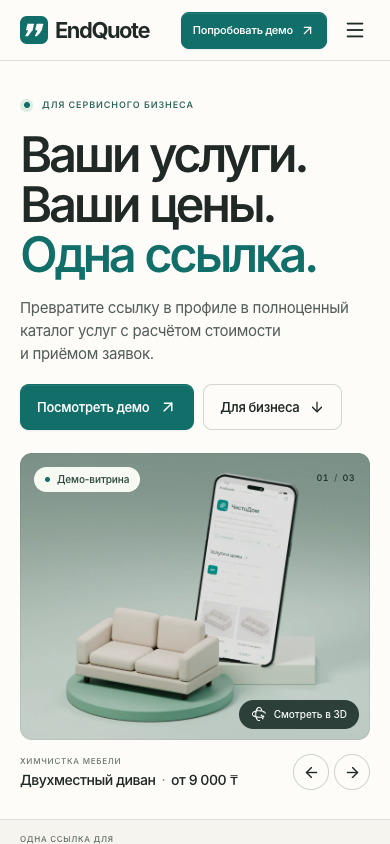 EndQuote
Попробовать демо
ДЛЯ СЕРВИСНОГО БИЗНЕСА
Ваши услуги.
Ваши цены.
Одна ссылка.
Превратите ссылку в профиле в полноценный
каталог услуг с расчётом стоимости
и приёмом заявок.
Посмотреть демо
Для бизнеса
Демо-витрина
01 / 03
ЧистоДом
Смотреть в 3D
ХИМЧИСТКА МЕБЕЛИ
Двухместный диван · от 9 000 ₸
ОДНА ССЫЛКА ДЛЯ